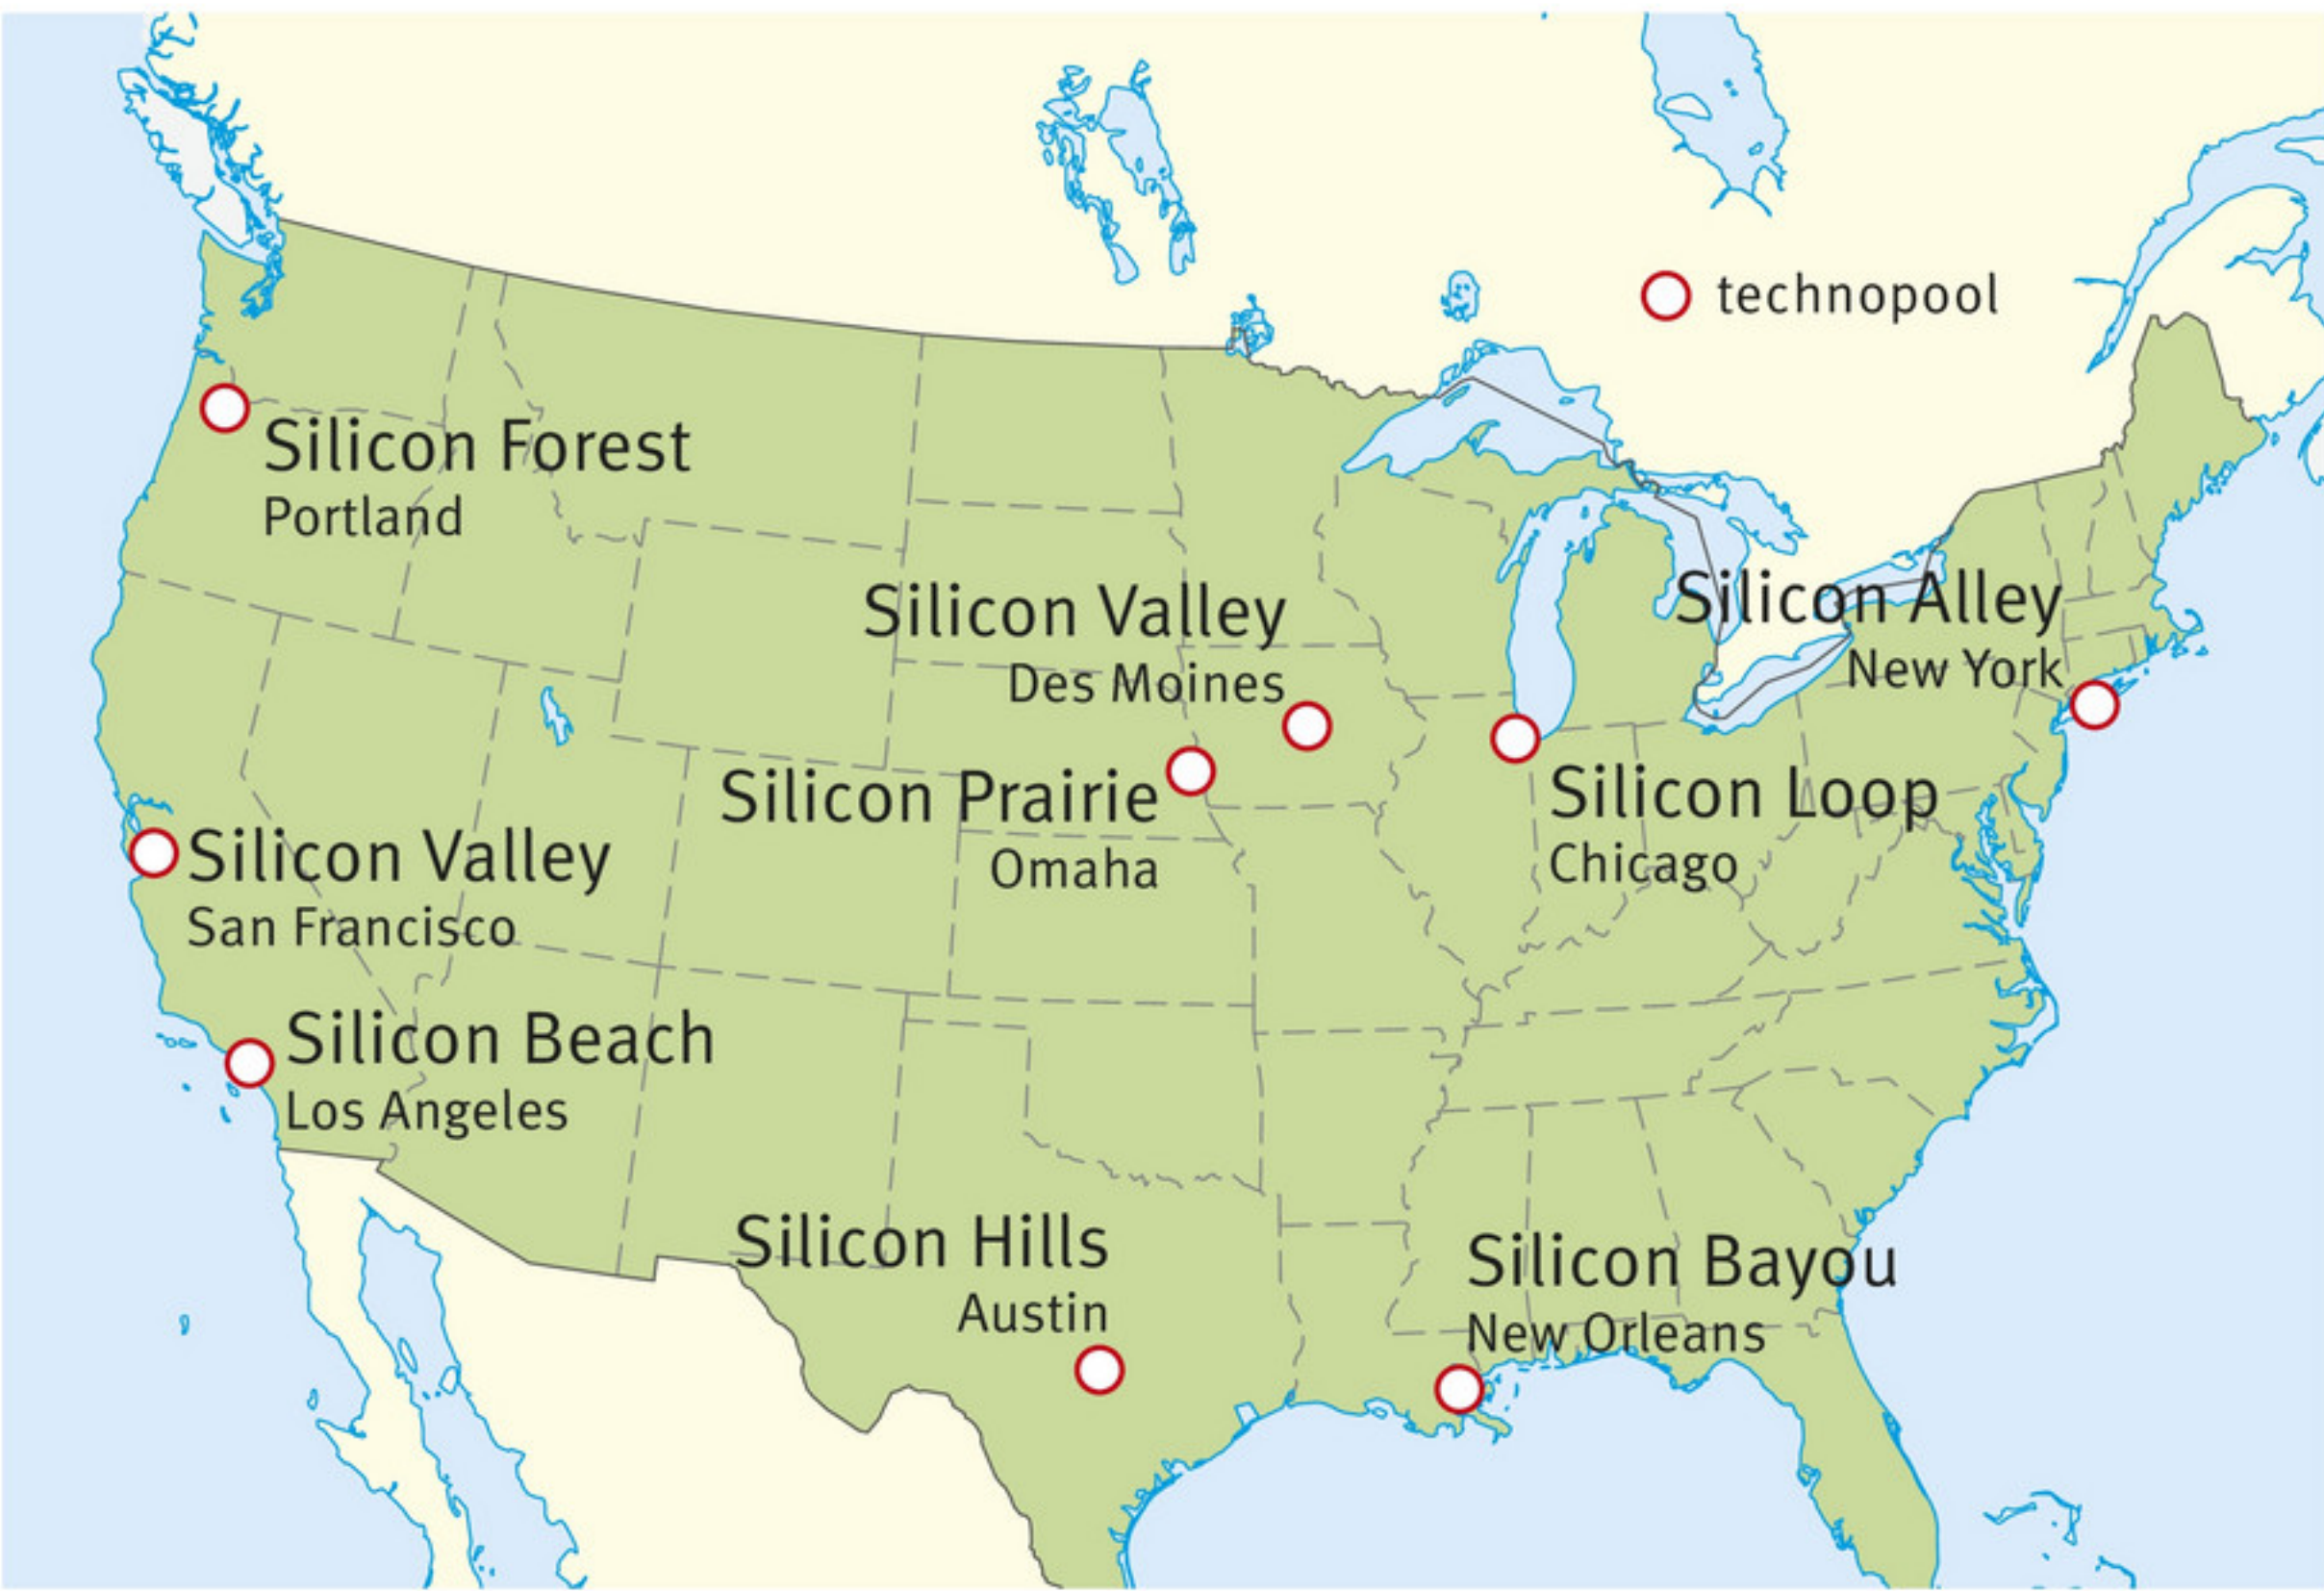 technopool
Silicon Forest
Portland
Silicon Valley
Des Moines
Silicon Alley
New York
Silicon Prairie
Omaha
Silicon Loop
Chicago
Silicon Valley
San Francisco
Silicon Beach
Los Angeles
Silicon Hills
Austin
Silicon Bayou
New Orleans